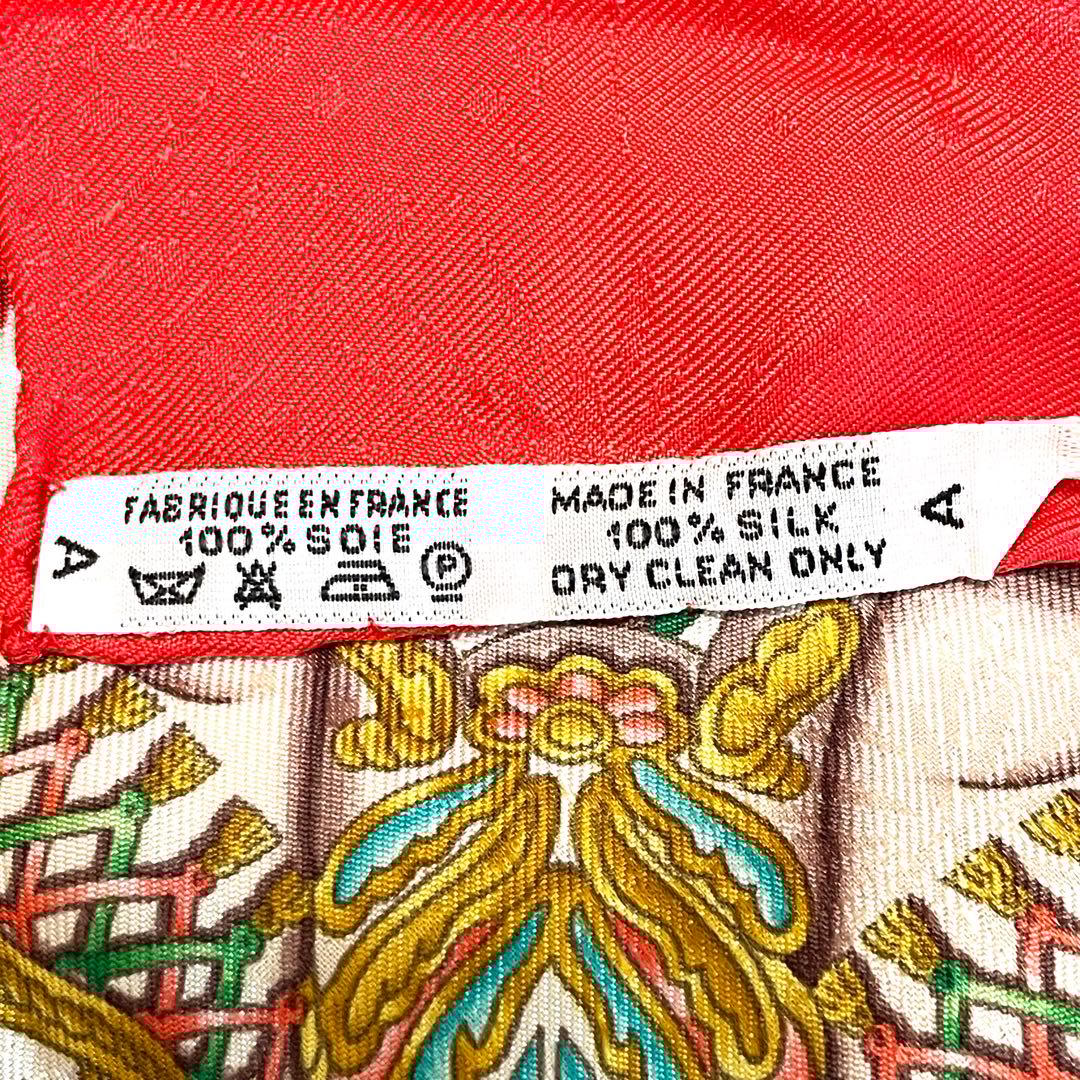 A
FABRIQUE EN FRANCE
100% SOIE
P
MADE IN FRANCE
100% SILK
DRY CLEAN ONLY
A